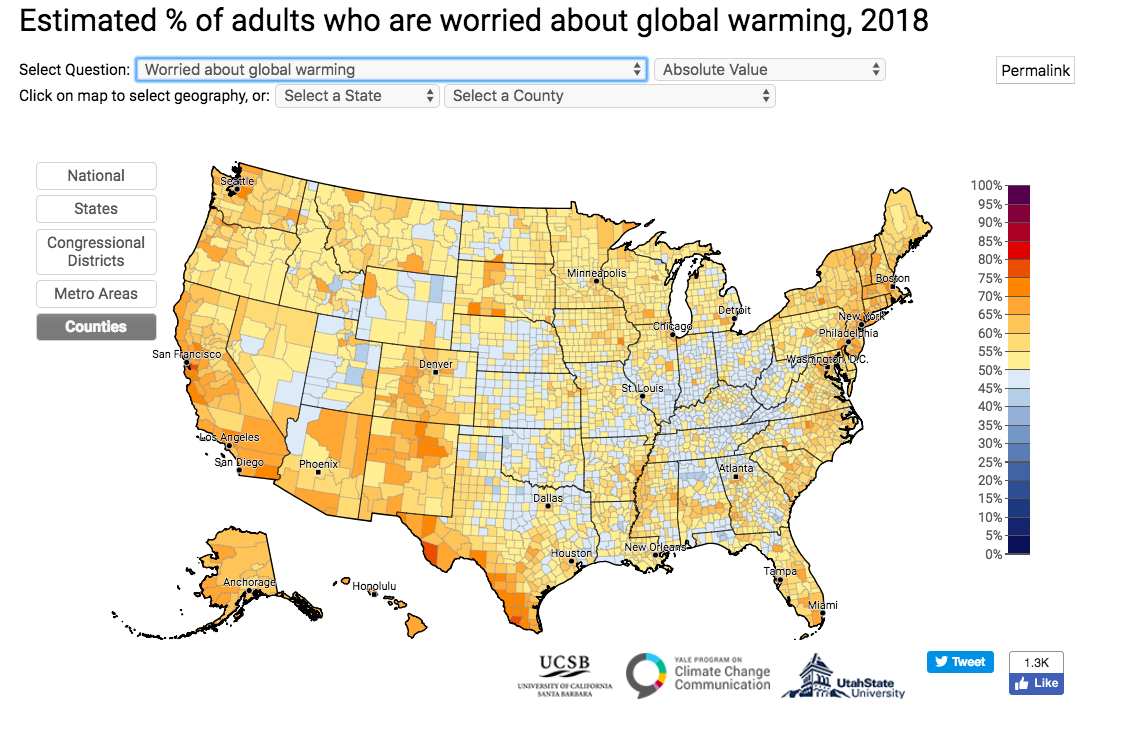 Estimated % of adults who are worried about global warming, 2018
Select Question: Worried about global warming Absolute Value
Permalink
Click on map to select geography, or: Select a State Select a County
National
States
Congressional
Districts
Metro Areas
Counties
Seattle
Minneapolis
Boston
Detroit
New York
Chicago
Philadelphia
San Francisco
Denver
Washington, D.C.
St. Louis
Los Angeles
San Diego
Phoenix
Atlanta
Dallas
Houston
New Orleans
Tampa
Anchorage
Honolulu
Miami
100%
95%
90%
85%
80%
75%
70%
65%
60%
55%
50%
45%
40%
35%
30%
25%
20%
15%
10%
5%
0%
UCSB
UNIVERSITY OF CALIFORNIA
SANTA BARBARA
YALE PROGRAM ON
Climate Change
Communication
UtahState
University
Tweet
1.3K
Like